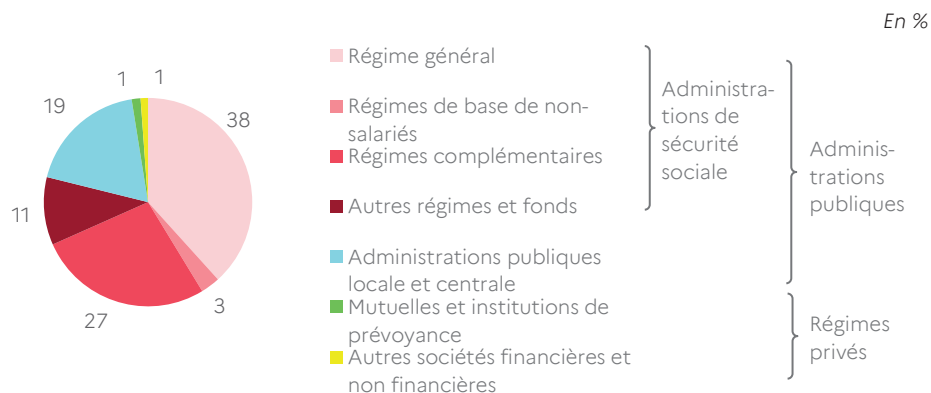 En %
1
1
19
38
11
27
3
Régime général
Régimes de base de non-
salariés
Régimes complémentaires
Autres régimes et fonds
Administrations publiques
locale et centrale
Mutuelles et institutions de
prévoyance
Autres sociétés financières et
non financières
Administra-
tions de
sécurité
sociale
Adminis-
trations
publiques
Régimes
privés